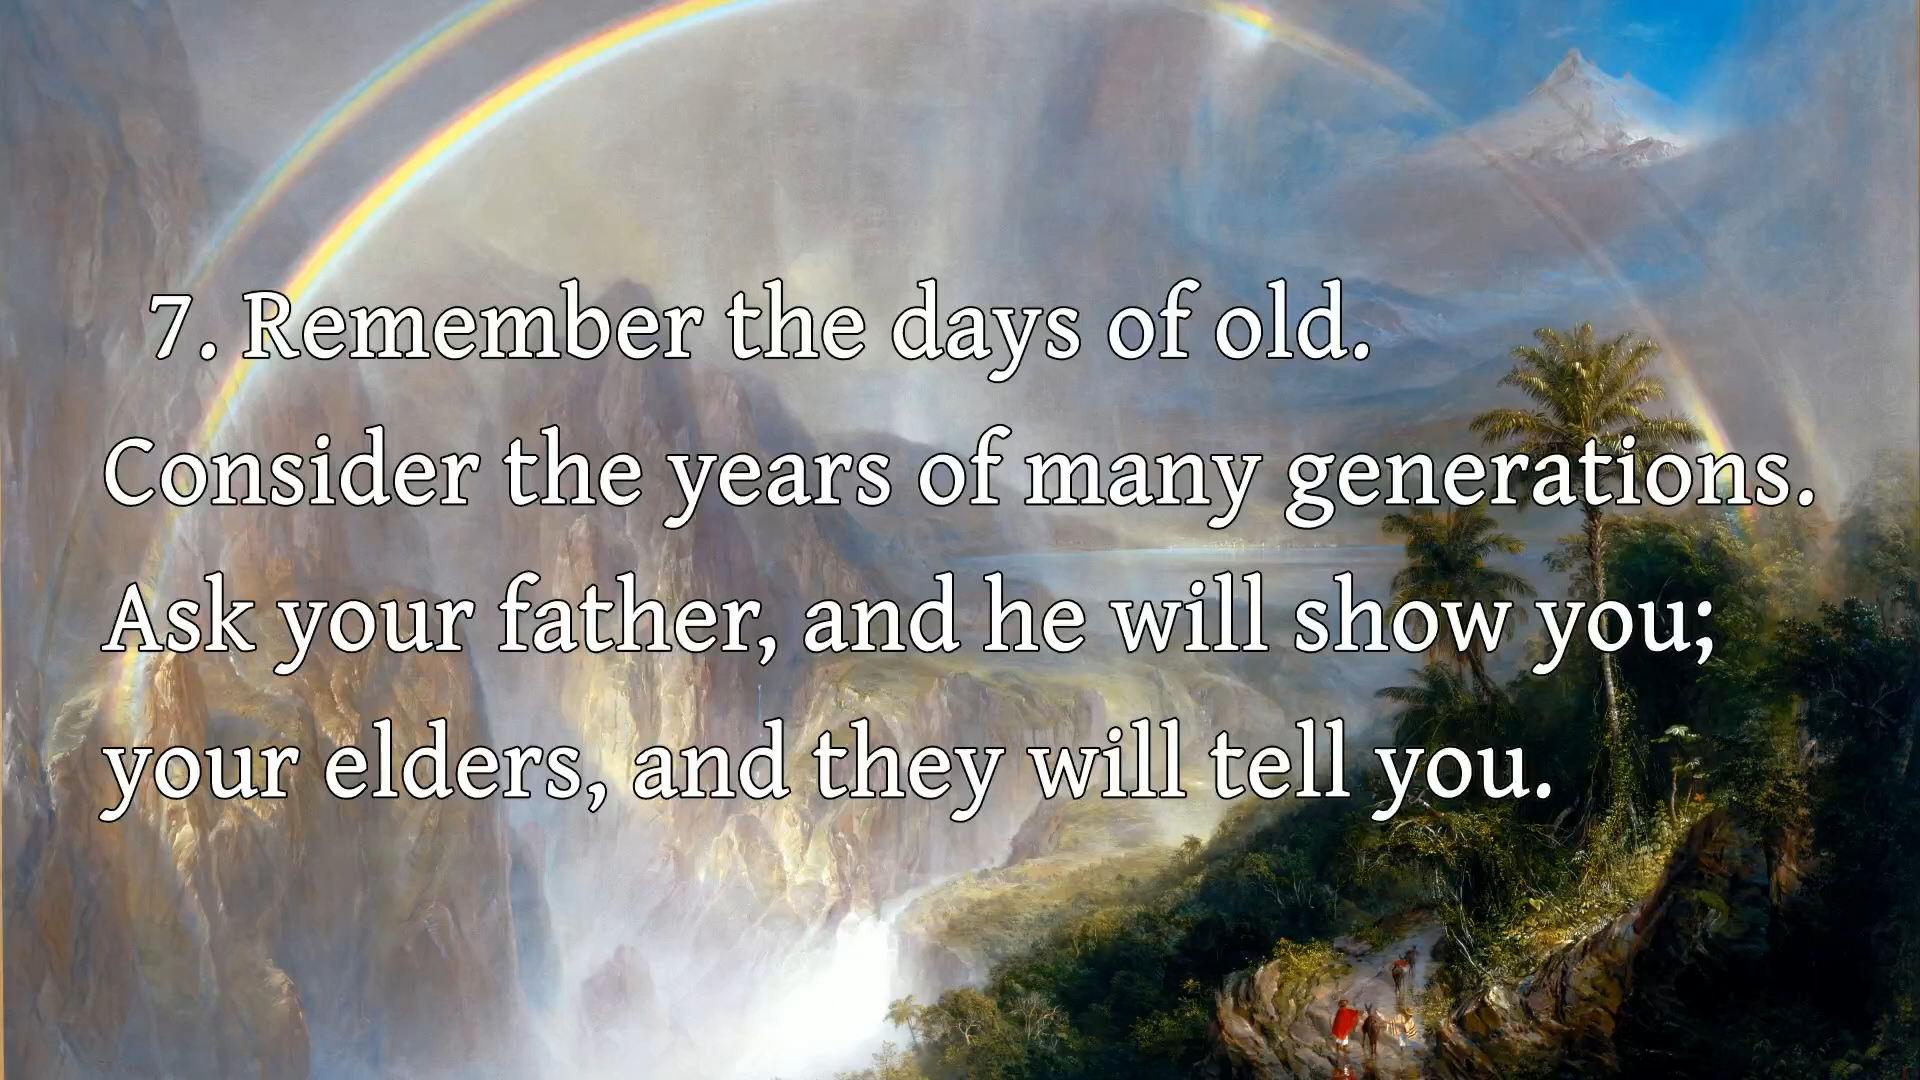 7. Remember the days of old.
Consider the years of many generations.
Ask your father, and he will show you;
your elders, and they will tell you.